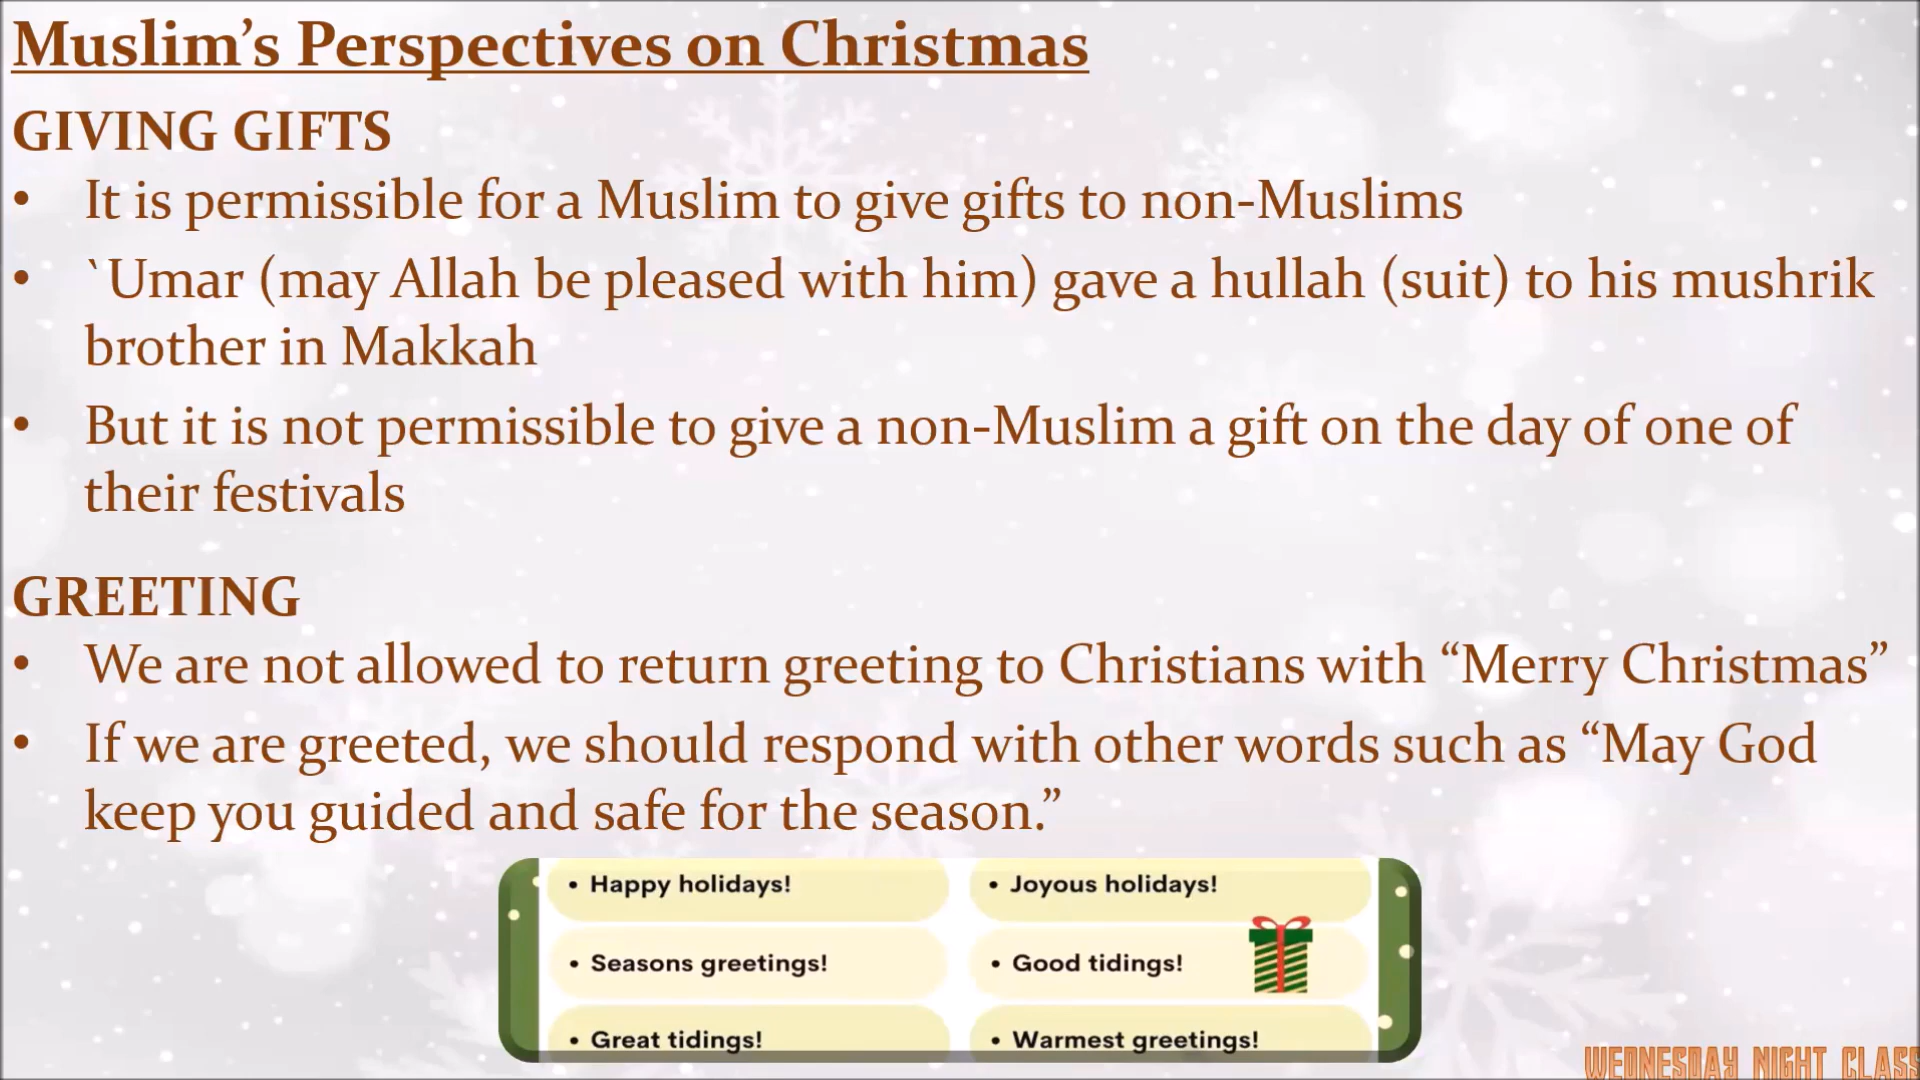 Muslim’s Perspectives on Christmas
GIVING GIFTS
• It is permissible for a Muslim to give gifts to non-Muslims
• `Umar (may Allah be pleased with him) gave a hullah (suit) to his mushrik
brother in Makkah
• But it is not permissible to give a non-Muslim a gift on the day of one of
their festivals
GREETING
• We are not allowed to return greeting to Christians with “Merry Christmas”
• If we are greeted, we should respond with other words such as “May God
keep you guided and safe for the season.”
• Happy holidays!
• Joyous holidays!
• Seasons greetings!
• Good tidings!
• Great tidings!
• Warmest greetings!
WEDNESDAY NIGHT CLASS